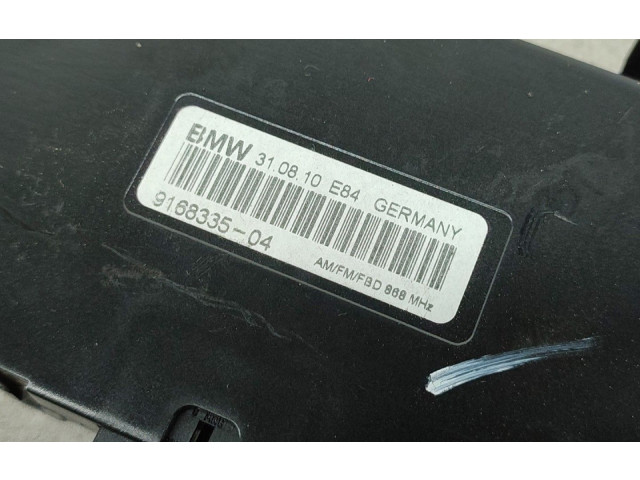 BMW 31.08.10 E84 GERMANY
9168335-04
AM/FM/FBD 868 MHz